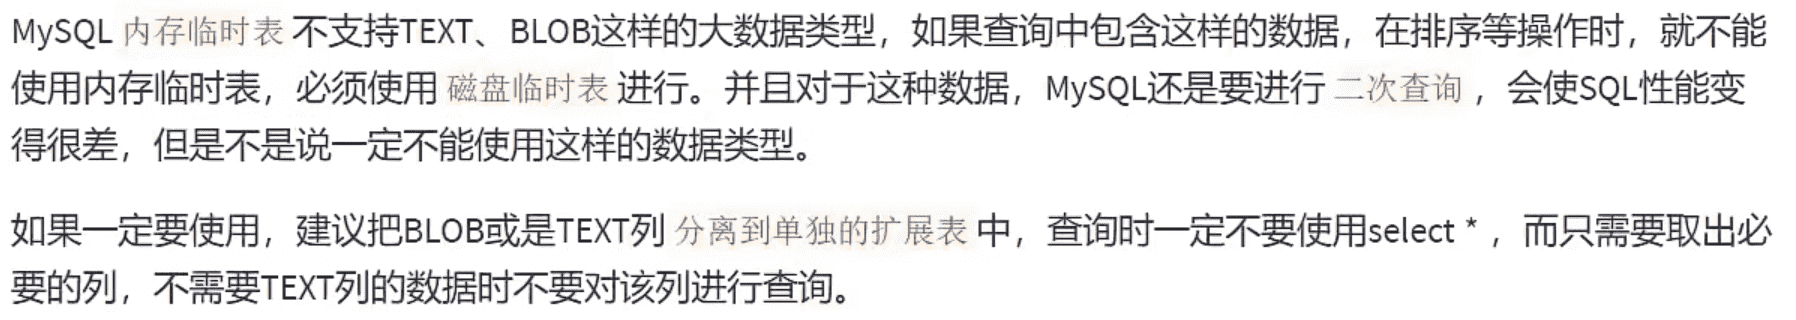 MySQL 内存临时表 不支持TEXT、BLOB这样的大数据类型，如果查询中包含这样的数据，在排序等操作时，就不能
使用内存临时表，必须使用 磁盘临时表 进行。并且对于这种数据，MySQL还是要进行 二次查询 ，会使SQL性能变
得很差，但是不是说一定不能使用这样的数据类型。
如果一定要使用，建议把BLOB或是TEXT列 分离到单独的扩展表 中，查询时一定不要使用select * ，而只需要取出必
要的列，不需要TEXT列的数据时不要对该列进行查询。